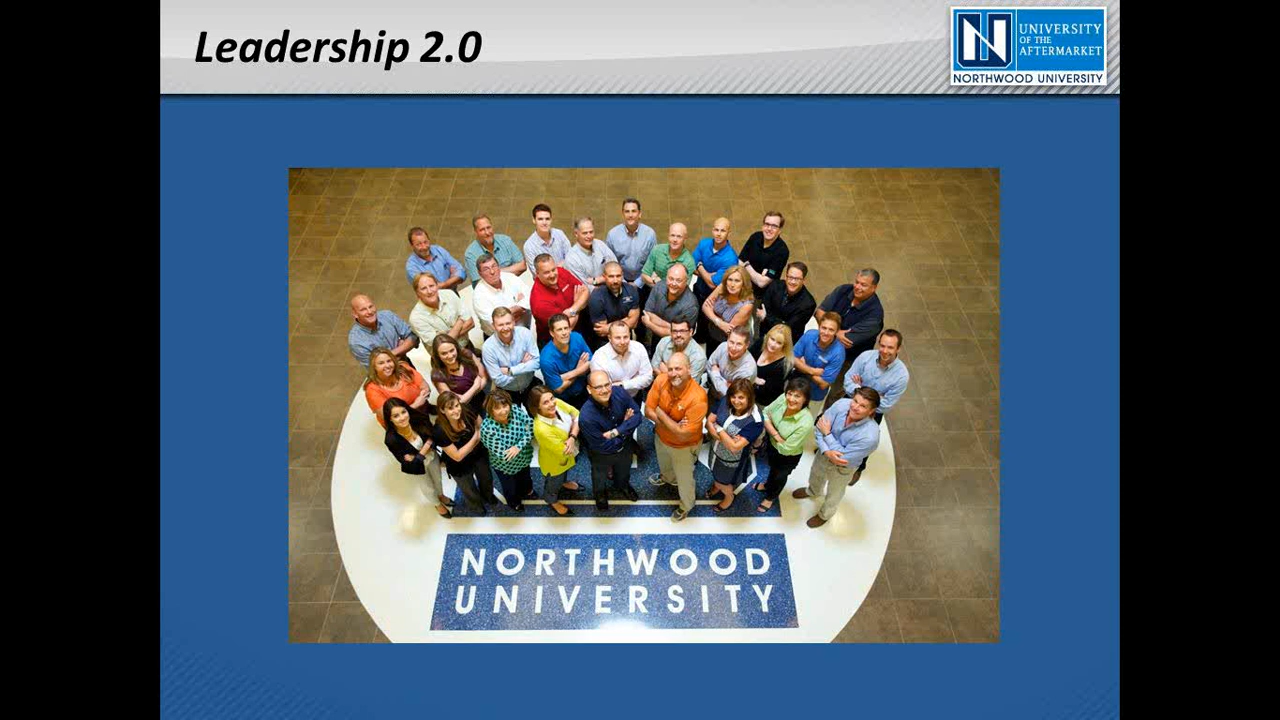 Leadership 2.0
N
UNIVERSITY
OF THE
AFTERMARKET
NORTHWOOD UNIVERSITY
NORTHWOOD
UNIVERSITY